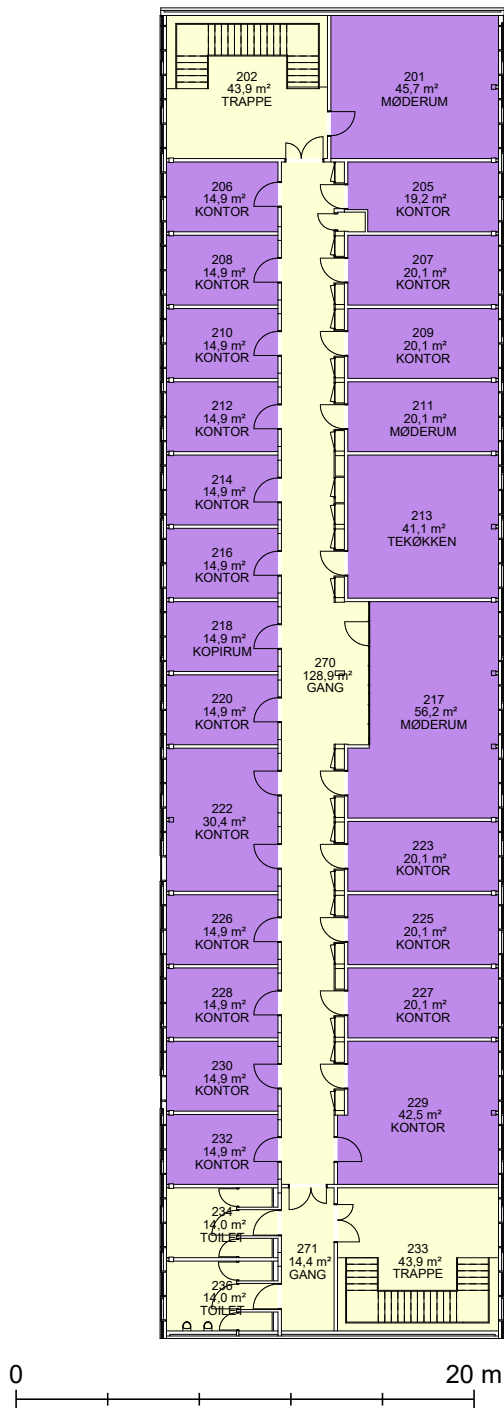 202
43,9 m²
TRAPPE
201
45,7 m²
MØDERUM
206
14,9 m²
KONTOR
205
19,2 m²
KONTOR
208
14,9 m²
KONTOR
207
20,1 m²
KONTOR
210
14,9 m²
KONTOR
209
20,1 m²
KONTOR
212
14,9 m²
KONTOR
211
20,1 m²
MØDERUM
214
14,9 m²
KONTOR
213
41,1 m²
TEKØKKEN
216
14,9 m²
KONTOR
218
14,9 m²
KOPIRUM
270
128,9 m²
GANG
217
56,2 m²
MØDERUM
220
14,9 m²
KONTOR
222
30,4 m²
KONTOR
223
20,1 m²
KONTOR
226
14,9 m²
KONTOR
225
20,1 m²
KONTOR
228
14,9 m²
KONTOR
227
20,1 m²
KONTOR
230
14,9 m²
KONTOR
229
42,5 m²
KONTOR
232
14,9 m²
KONTOR
234
14,0 m²
TOILET
271
14,4 m²
GANG
233
43,9 m²
TRAPPE
236
14,0 m²
TOILET
0 20 m